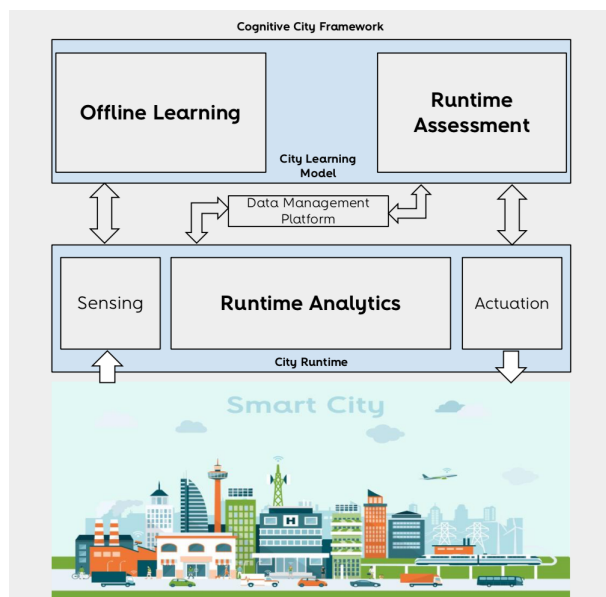 Cognitive City Framework
Offline Learning
Runtime
Assessment
City Learning
Model
Data Management
Platform
Sensing
Runtime Analytics
Actuation
City Runtime
Smart City
H